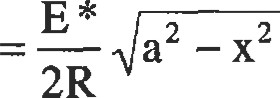 = E* / 2R √(a² − x²)